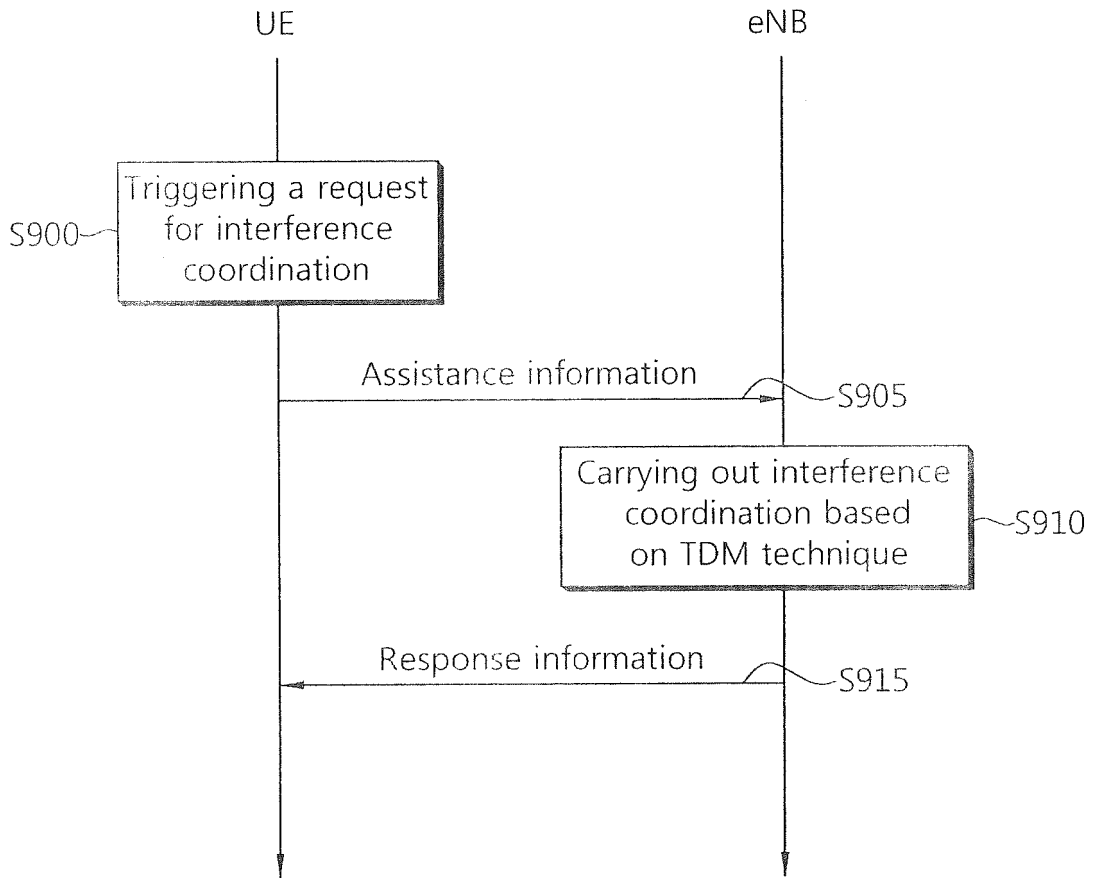 UE
eNB
Triggering a request
for interference
coordination
S900
Assistance information
S905
Carrying out interference
coordination based
on TDM technique
S910
Response information
S915